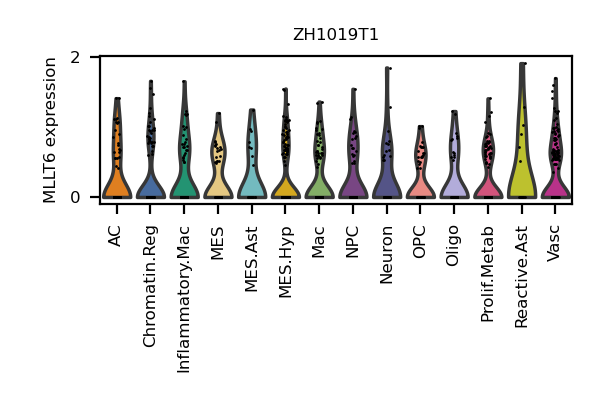 ZH1019T1
MLLT6 expression
2
0
AC
Chromatin.Reg
Inflammatory.Mac
MES
MES.Ast
MES.Hyp
Mac
NPC
Neuron
OPC
Oligo
Prolif.Metab
Reactive.Ast
Vasc